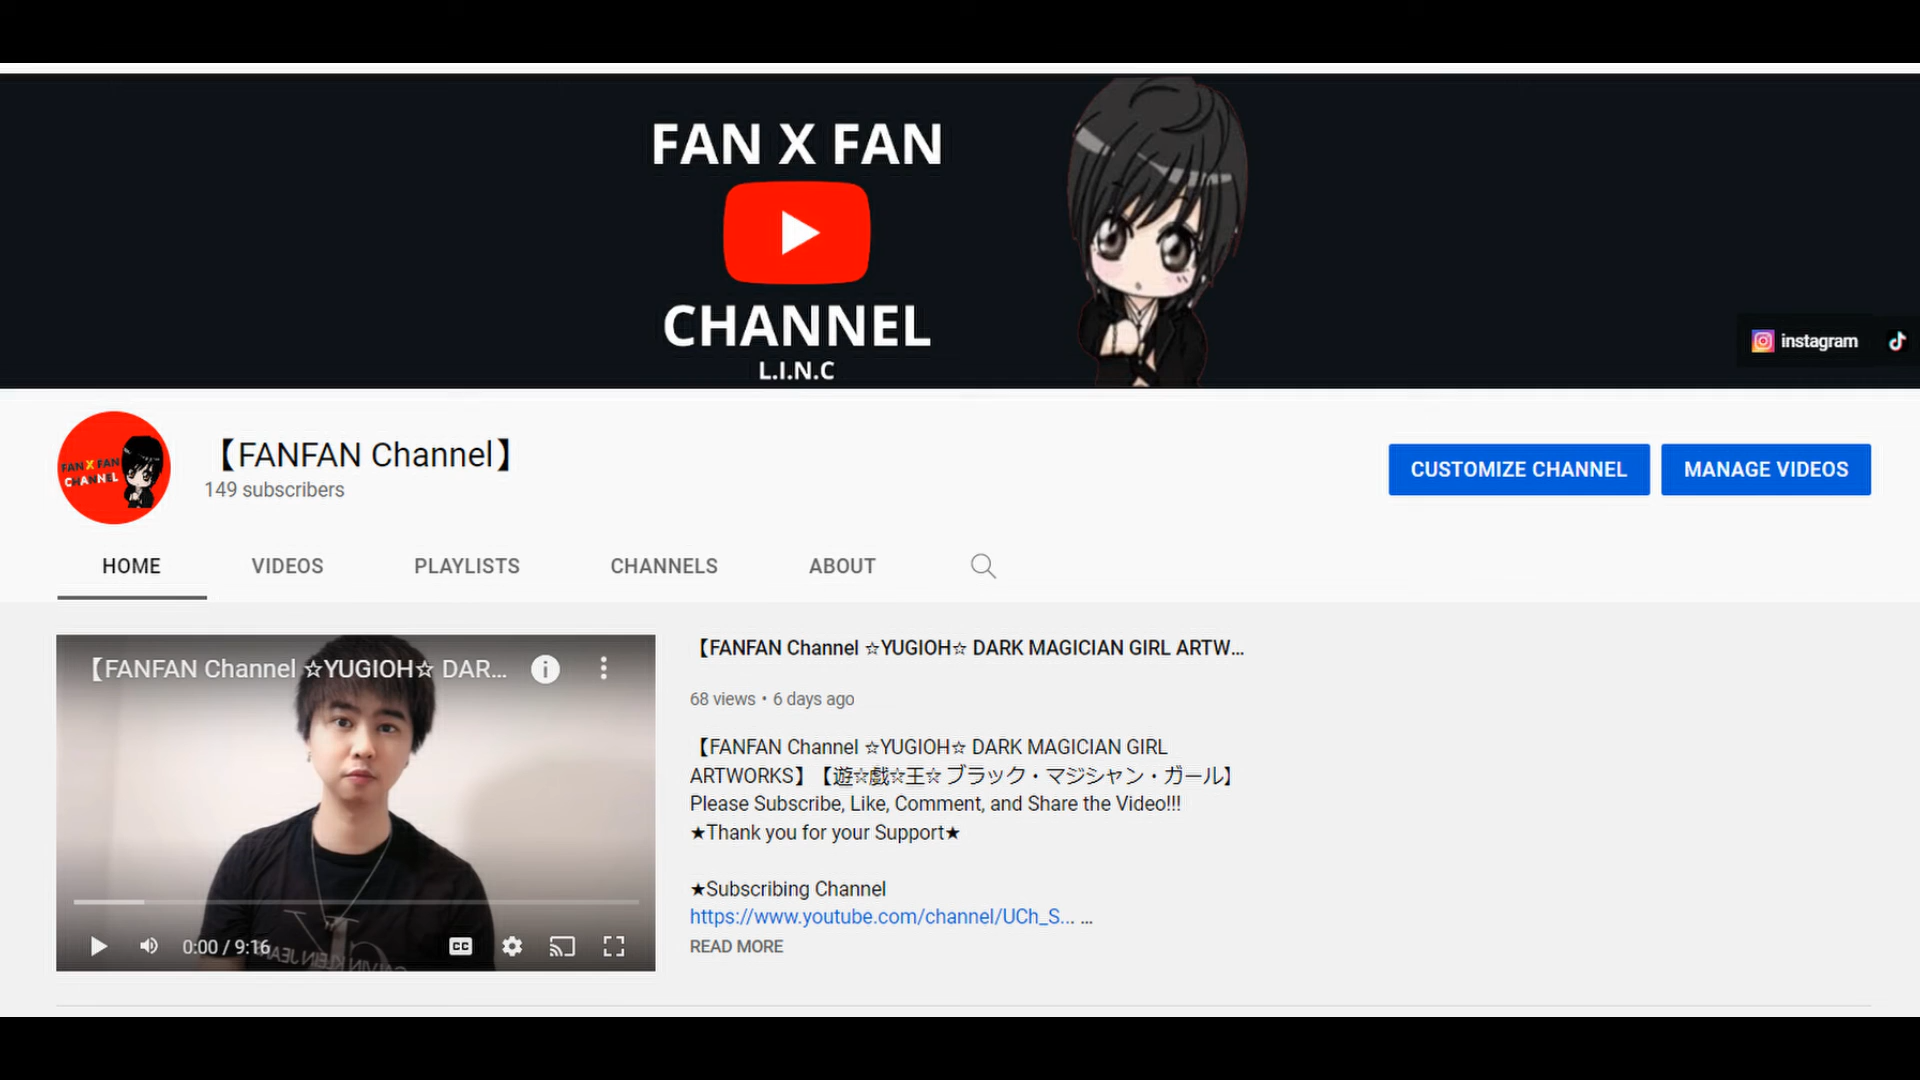 FAN X FAN
CHANNEL
L.I.N.C
instagram
FAN X FAN
CHANNEL
【FANFAN Channel】
149 subscribers
CUSTOMIZE CHANNEL
MANAGE VIDEOS
HOME
VIDEOS
PLAYLISTS
CHANNELS
ABOUT
【FANFAN Channel ☆YUGIOH☆ DAR...
0:00 / 9:16
CC
CALVIN KLEIN JEANS
【FANFAN Channel ☆YUGIOH☆ DARK MAGICIAN GIRL ARTW...
68 views • 6 days ago
【FANFAN Channel ☆YUGIOH☆ DARK MAGICIAN GIRL
ARTWORKS】【遊☆戯☆王☆ ブラック・マジシャン・ガール】
Please Subscribe, Like, Comment, and Share the Video!!!
★Thank you for your Support★
★Subscribing Channel
https://www.youtube.com/channel/UCh_S... ...
READ MORE